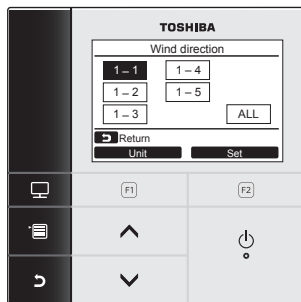 TOSHIBA
Wind direction
1 – 1 1 – 4
1 – 2 1 – 5
1 – 3 ALL
Return
Unit Set
F1 F2